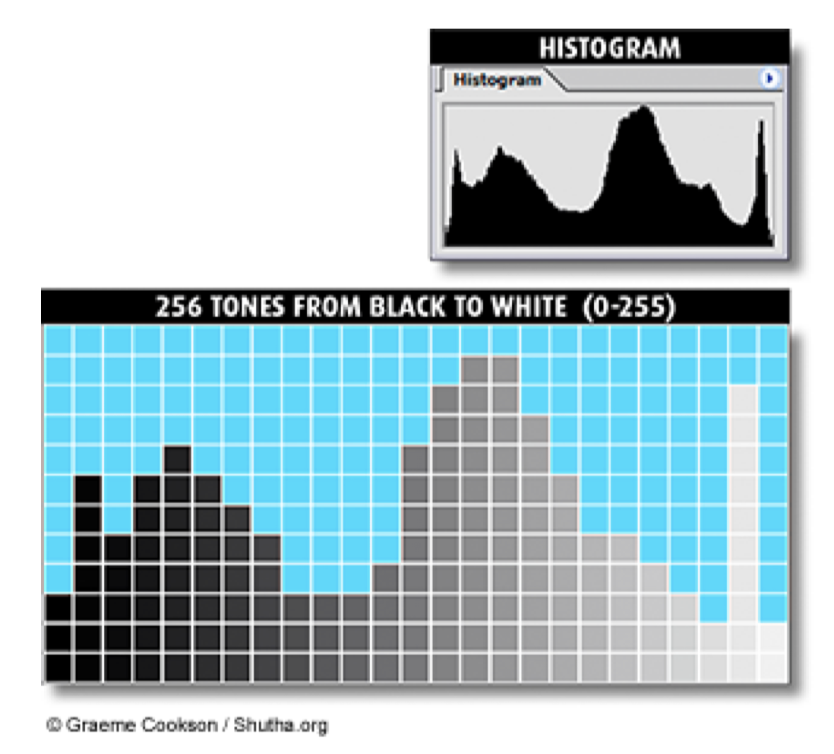 HISTOGRAM
Histogram
256 TONES FROM BLACK TO WHITE (0-255)
© Graeme Cookson / Shutha.org